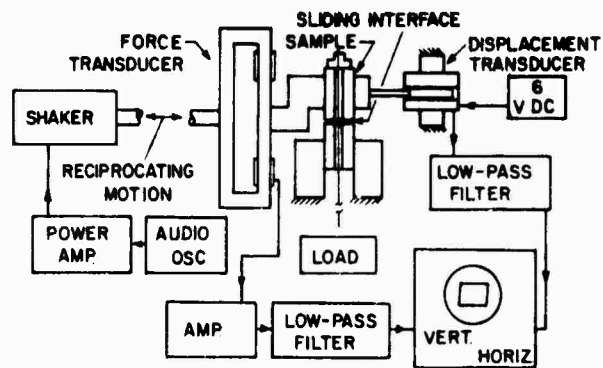 SLIDING INTERFACE
SAMPLE
FORCE
TRANSDUCER
DISPLACEMENT
TRANSDUCER
6
V DC
SHAKER
RECIPROCATING
MOTION
LOW-PASS
FILTER
POWER
AMP.
AUDIO
OSC
LOAD
AMP.
LOW-PASS
FILTER
VERT.
HORIZ